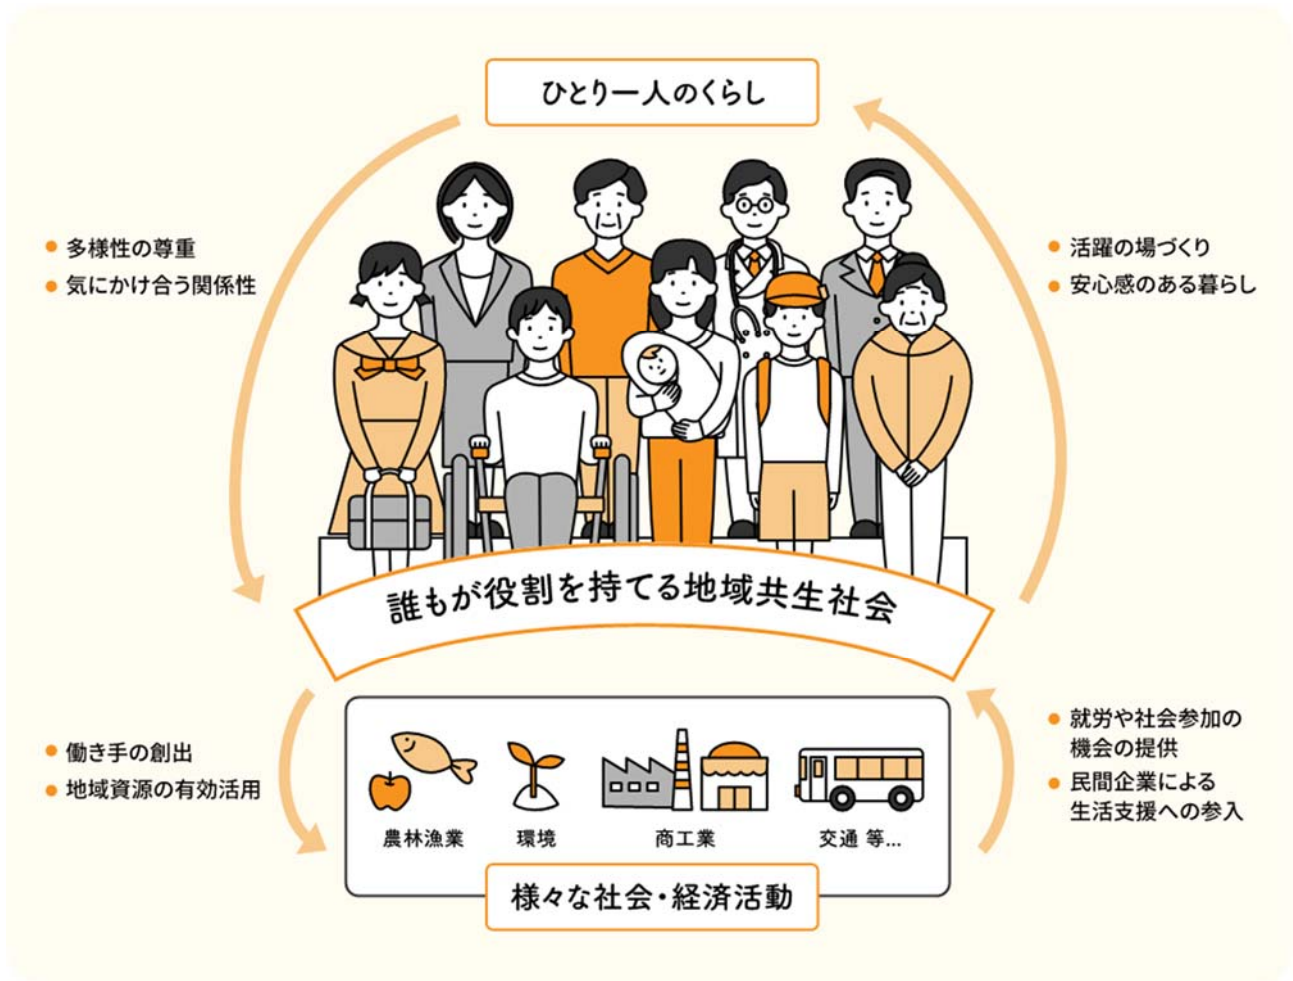 ひとり一人のくらし
多様性の尊重
気にかけ合う関係性
活躍の場づくり
安心感のある暮らし
誰もが役割を持てる地域共生社会
働き手の創出
地域資源の有効活用
就労や社会参加の
機会の提供
民間企業による
生活支援への参入
農林漁業
環境
商工業
交通 等...
様々な社会・経済活動